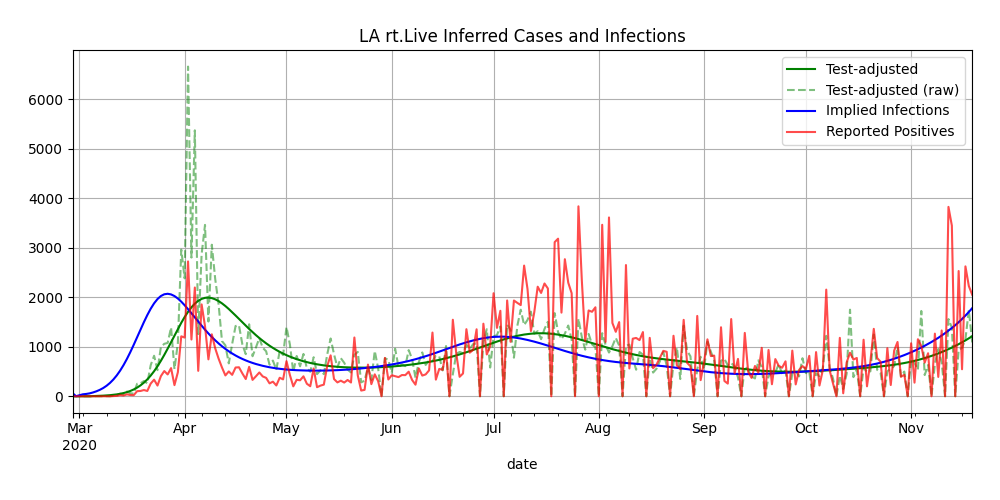 LA rt.Live Inferred Cases and Infections
Test-adjusted
Test-adjusted (raw)
Implied Infections
Reported Positives
6000
5000
4000
3000
2000
1000
0
Mar Apr May Jun Jul Aug Sep Oct Nov
2020
date